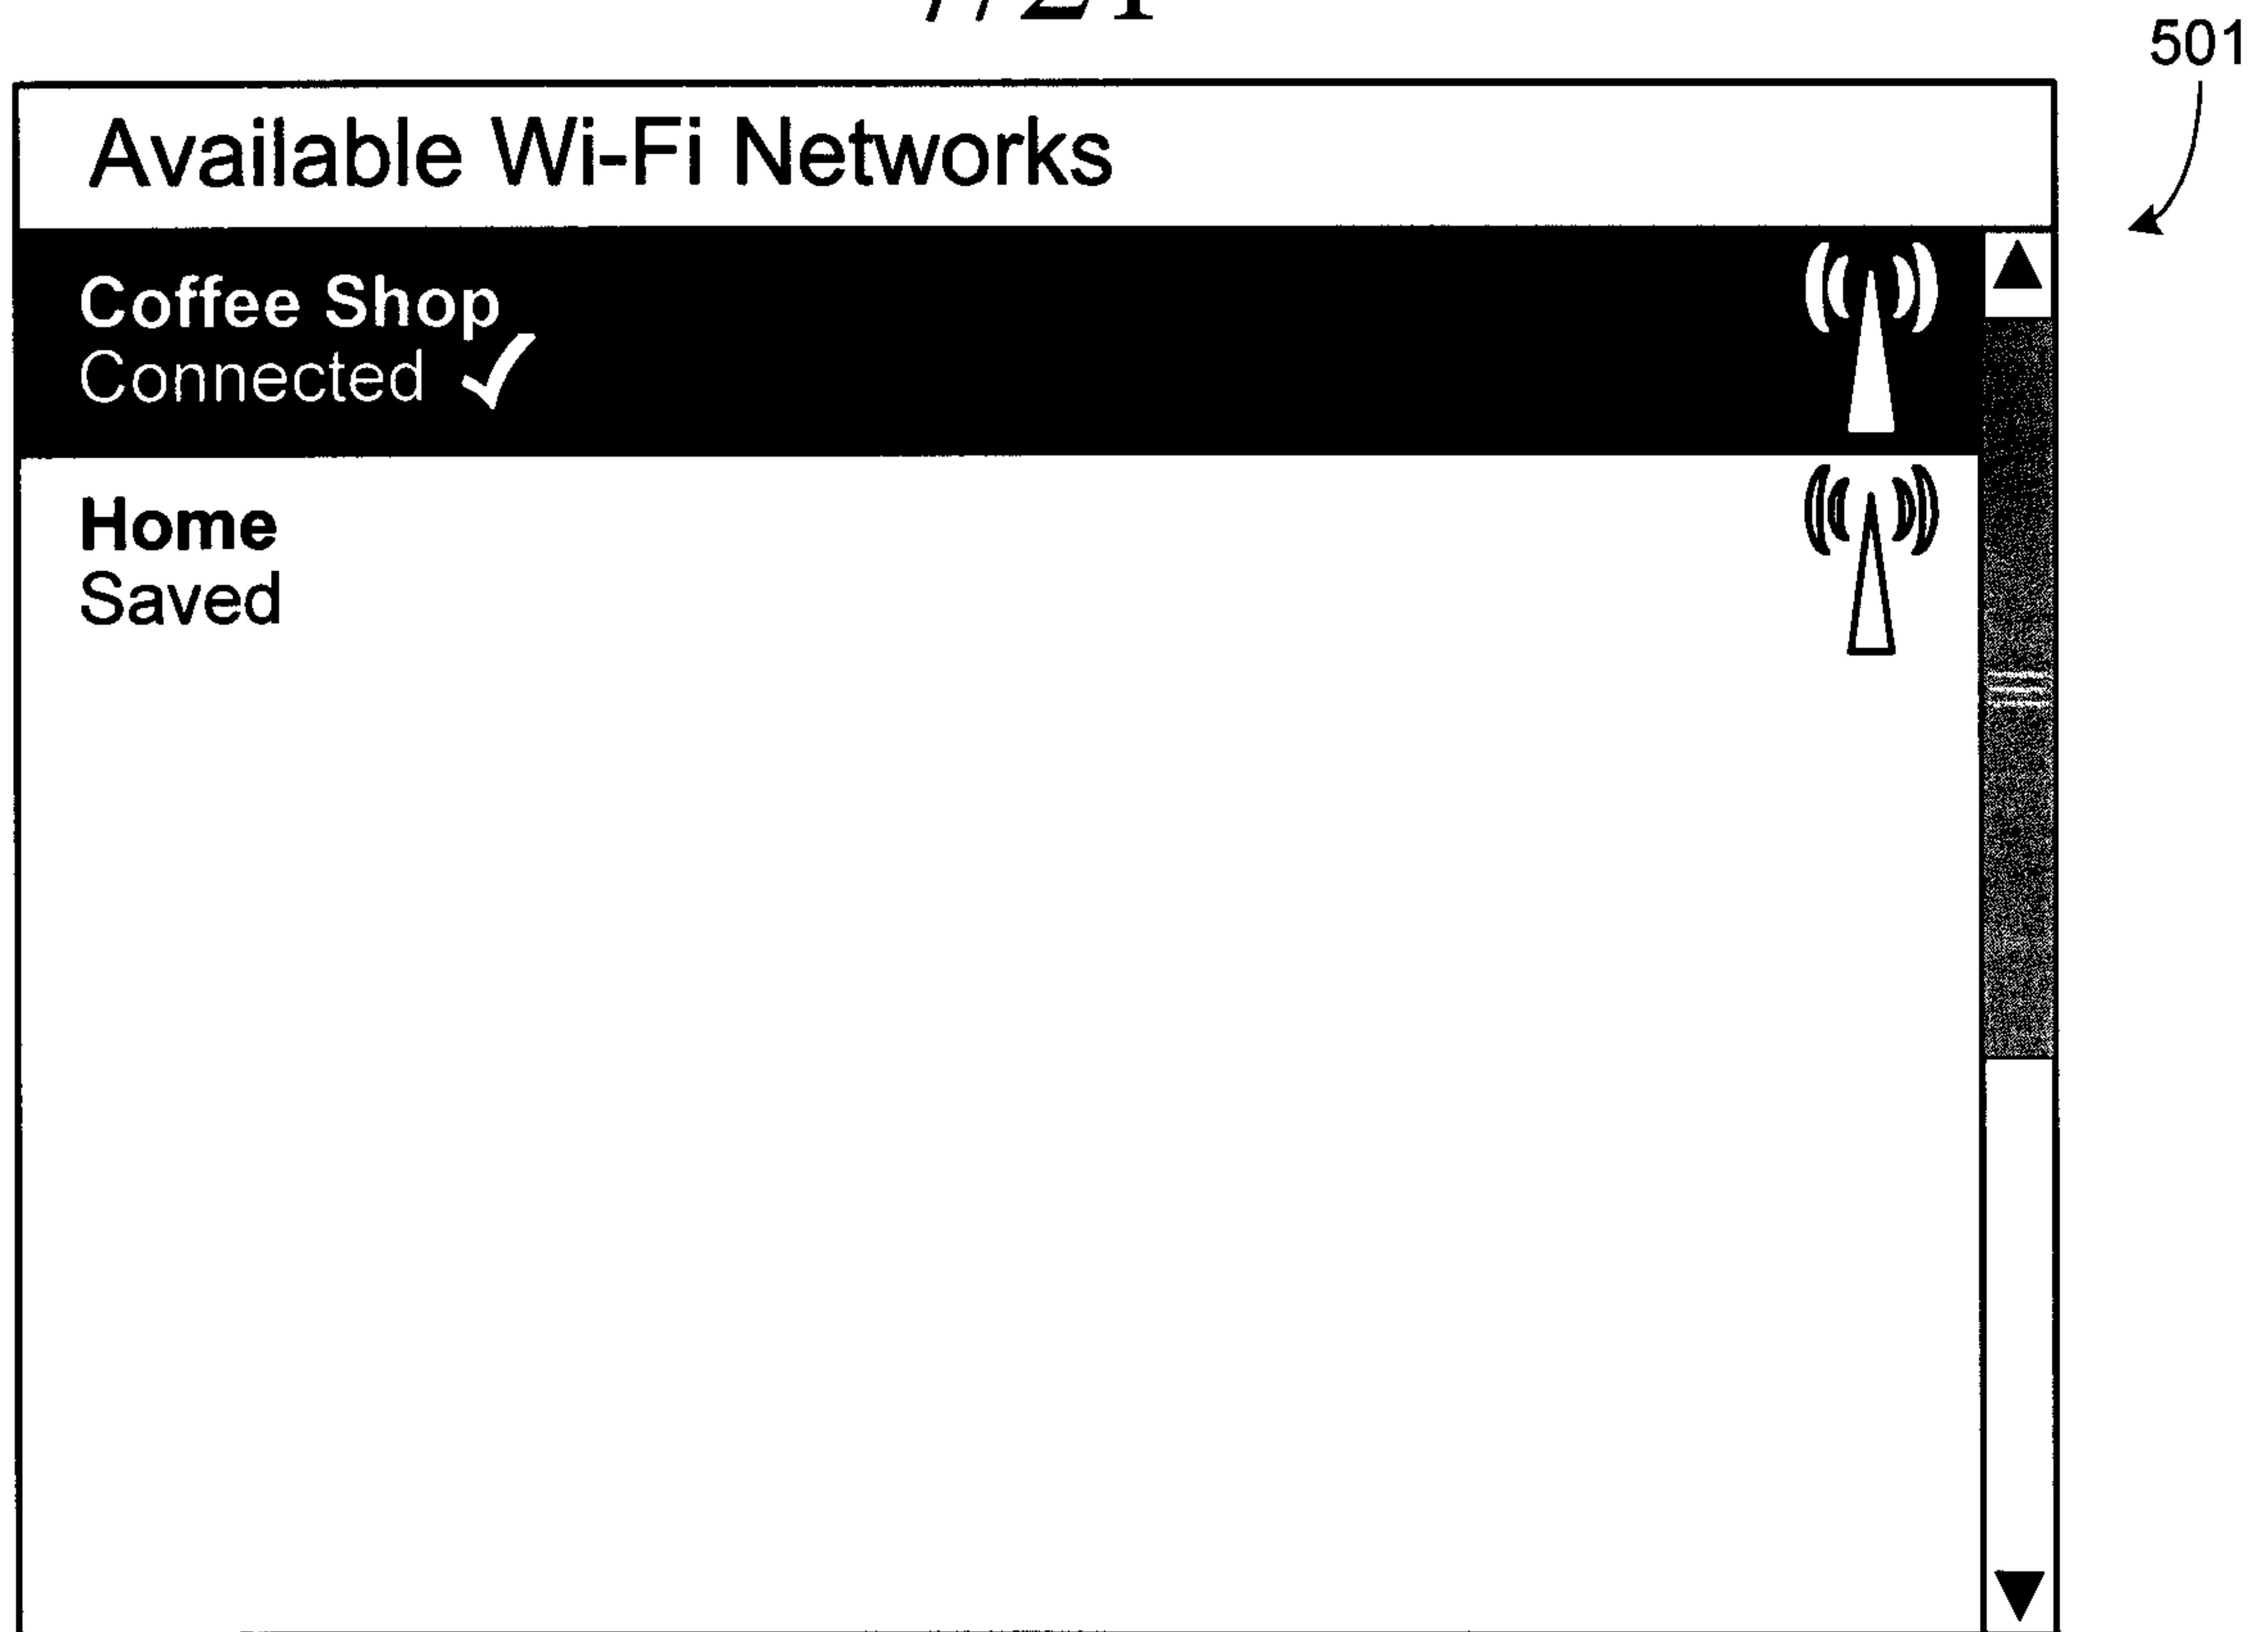 501
Available Wi-Fi Networks
Coffee Shop
Connected
Home
Saved